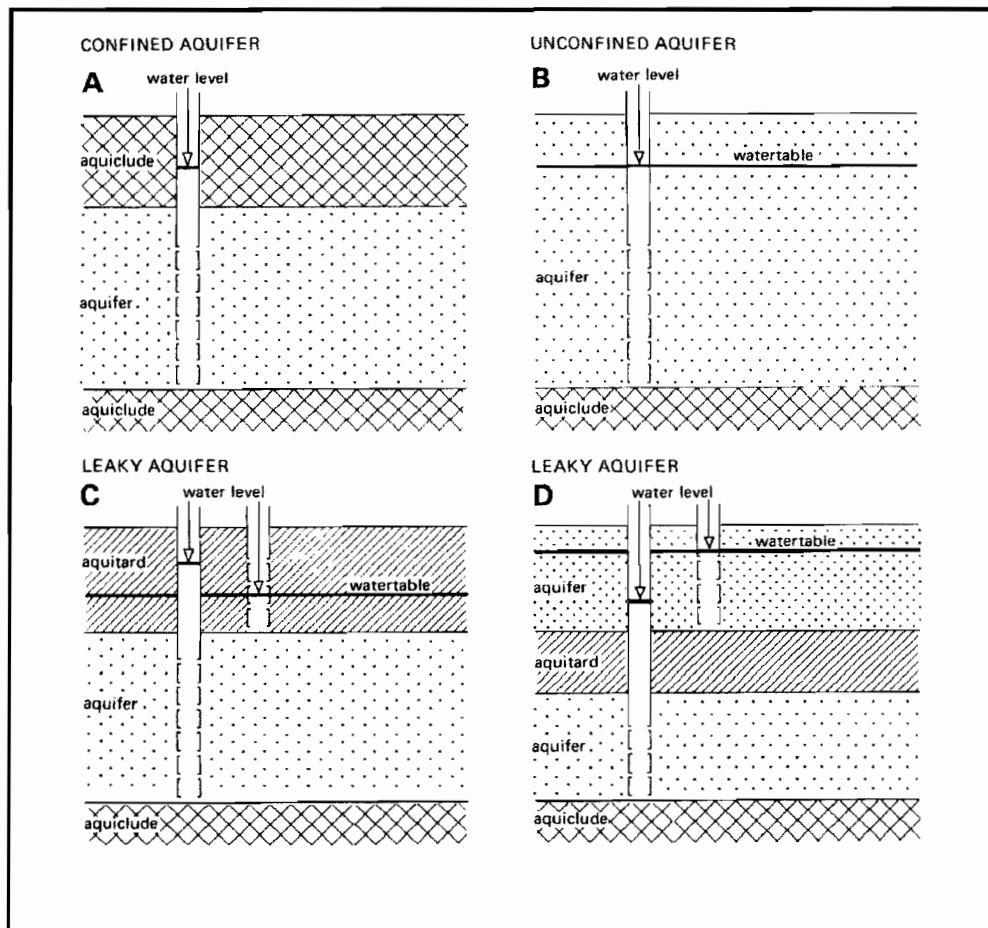 CONFINED AQUIFER
A
water level
aquiclude
aquifer
aquiclude
UNCONFINED AQUIFER
B
water level
watertable
aquifer
aquiclude
LEAKY AQUIFER
C
water level
aquitard
watertable
aquifer
aquiclude
LEAKY AQUIFER
D
water level
watertable
aquifer
aquitard
aquifer
aquiclude